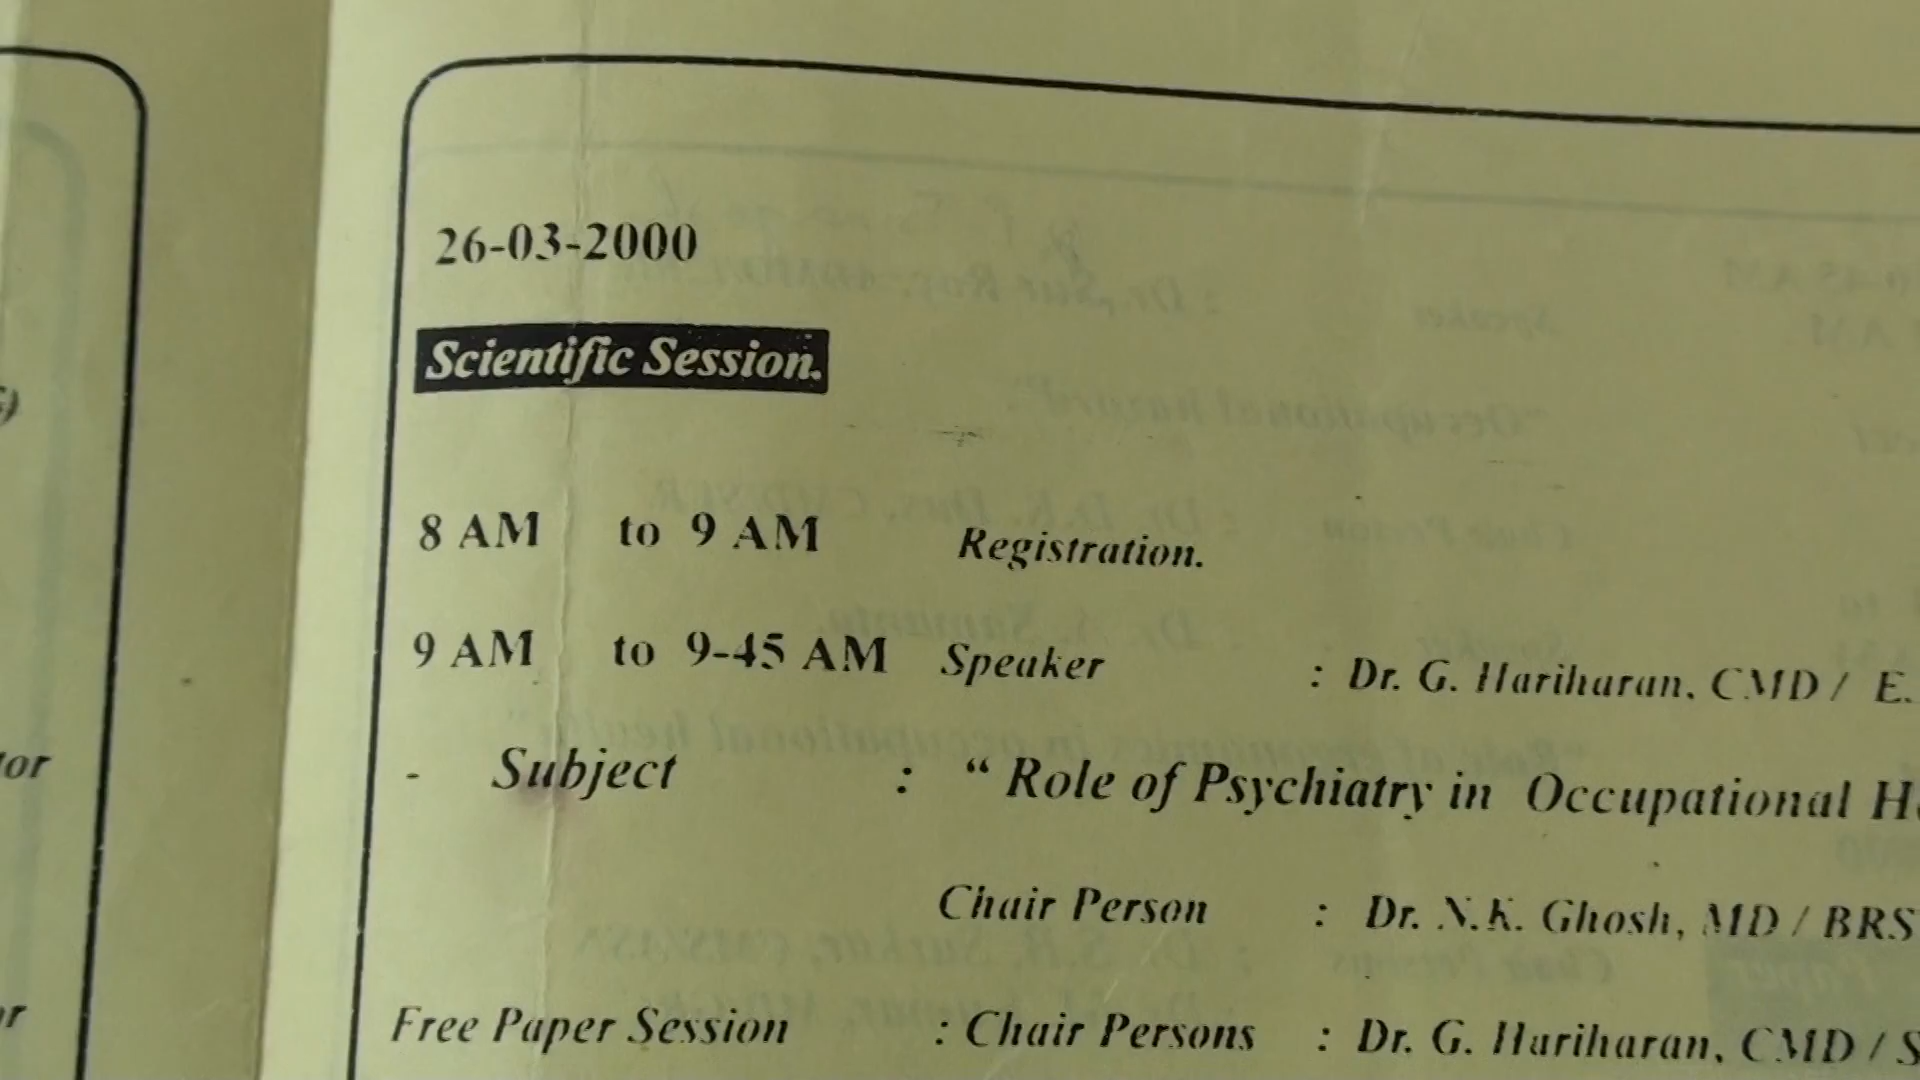 26-03-2000
Scientific Session.
8 AM to 9 AM Registration.
9 AM to 9-45 AM Speaker : Dr. G. Hariharan. CMD / E.
- Subject : “ Role of Psychiatry in Occupational H
Chair Person : Dr. N.K. Ghosh, MD / BRS
Free Paper Session : Chair Persons : Dr. G. Hariharan, CMD / S
tor